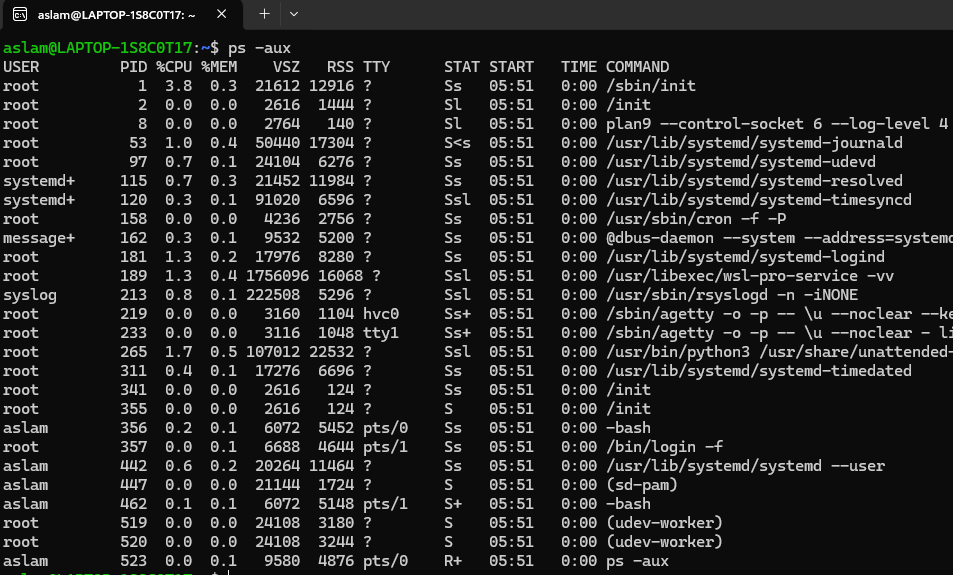 aslam@LAPTOP-1S8C0T17: ~
aslam@LAPTOP-1S8C0T17:~$ ps -aux
USER PID %CPU %MEM VSZ RSS TTY STAT START TIME COMMAND
root 1 3.8 0.3 21612 12916 ? Ss 05:51 0:00 /sbin/init
root 2 0.0 0.0 2616 1444 ? Sl 05:51 0:00 /init
root 8 0.0 0.0 2764 140 ? Sl 05:51 0:00 plan9 --control-socket 6 --log-level 4
root 53 1.0 0.4 50440 17304 ? S<s 05:51 0:00 /usr/lib/systemd/systemd-journald
root 97 0.7 0.1 24104 6276 ? Ss 05:51 0:00 /usr/lib/systemd/systemd-udevd
systemd+ 115 0.7 0.3 21452 11984 ? Ss 05:51 0:00 /usr/lib/systemd/systemd-resolved
systemd+ 120 0.3 0.1 91020 6596 ? Ssl 05:51 0:00 /usr/lib/systemd/systemd-timesyncd
root 158 0.0 0.0 4236 2756 ? Ss 05:51 0:00 /usr/sbin/cron -f -P
message+ 162 0.3 0.1 9532 5200 ? Ss 05:51 0:00 @dbus-daemon --system --address=systemd
root 181 1.3 0.2 17976 8280 ? Ss 05:51 0:00 /usr/lib/systemd/systemd-logind
root 189 1.3 0.4 1756096 16068 ? Ssl 05:51 0:00 /usr/libexec/wsl-pro-service -vv
syslog 213 0.8 0.1 222508 5296 ? Ssl 05:51 0:00 /usr/sbin/rsyslogd -n -iNONE
root 219 0.0 0.0 3160 1104 hvc0 Ss+ 05:51 0:00 /sbin/agetty -o -p -- \u --noclear --ke
root 233 0.0 0.0 3116 1048 tty1 Ss+ 05:51 0:00 /sbin/agetty -o -p -- \u --noclear - li
root 265 1.7 0.5 107012 22532 ? Ssl 05:51 0:00 /usr/bin/python3 /usr/share/unattended-
root 311 0.4 0.1 17276 6696 ? Ss 05:51 0:00 /usr/lib/systemd/systemd-timedated
root 341 0.0 0.0 2616 124 ? Ss 05:51 0:00 /init
root 355 0.0 0.0 2616 124 ? S 05:51 0:00 /init
aslam 356 0.2 0.1 6072 5452 pts/0 Ss 05:51 0:00 -bash
root 357 0.0 0.1 6688 4644 pts/1 Ss 05:51 0:00 /bin/login -f
aslam 442 0.6 0.2 20264 11464 ? Ss 05:51 0:00 /usr/lib/systemd/systemd --user
aslam 447 0.0 0.0 21144 1724 ? S 05:51 0:00 (sd-pam)
aslam 462 0.1 0.1 6072 5148 pts/1 S+ 05:51 0:00 -bash
root 519 0.0 0.0 24108 3180 ? S 05:51 0:00 (udev-worker)
root 520 0.0 0.0 24108 3244 ? S 05:51 0:00 (udev-worker)
aslam 523 0.0 0.1 9580 4876 pts/0 R+ 05:51 0:00 ps -aux